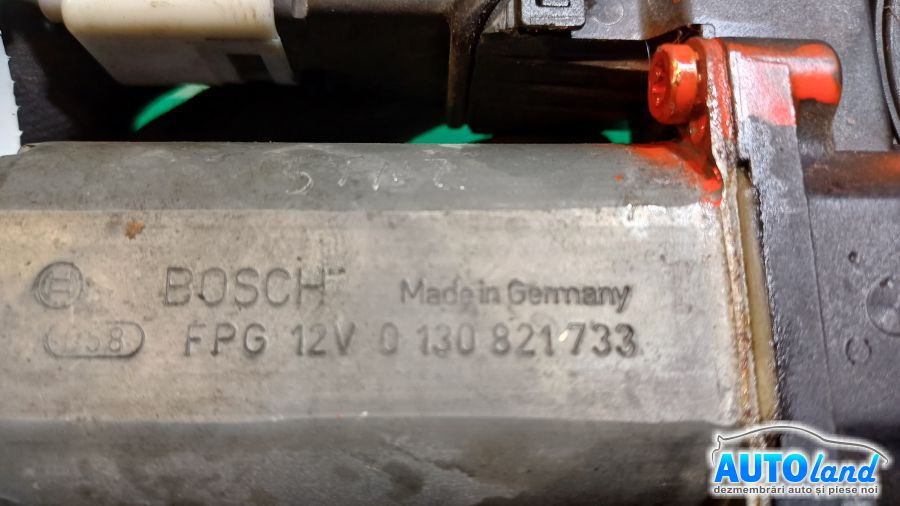 BOSCH Made in Germany
FPG 12V 0 130 821 733
AUTOland
dezmembrări auto și piese noi